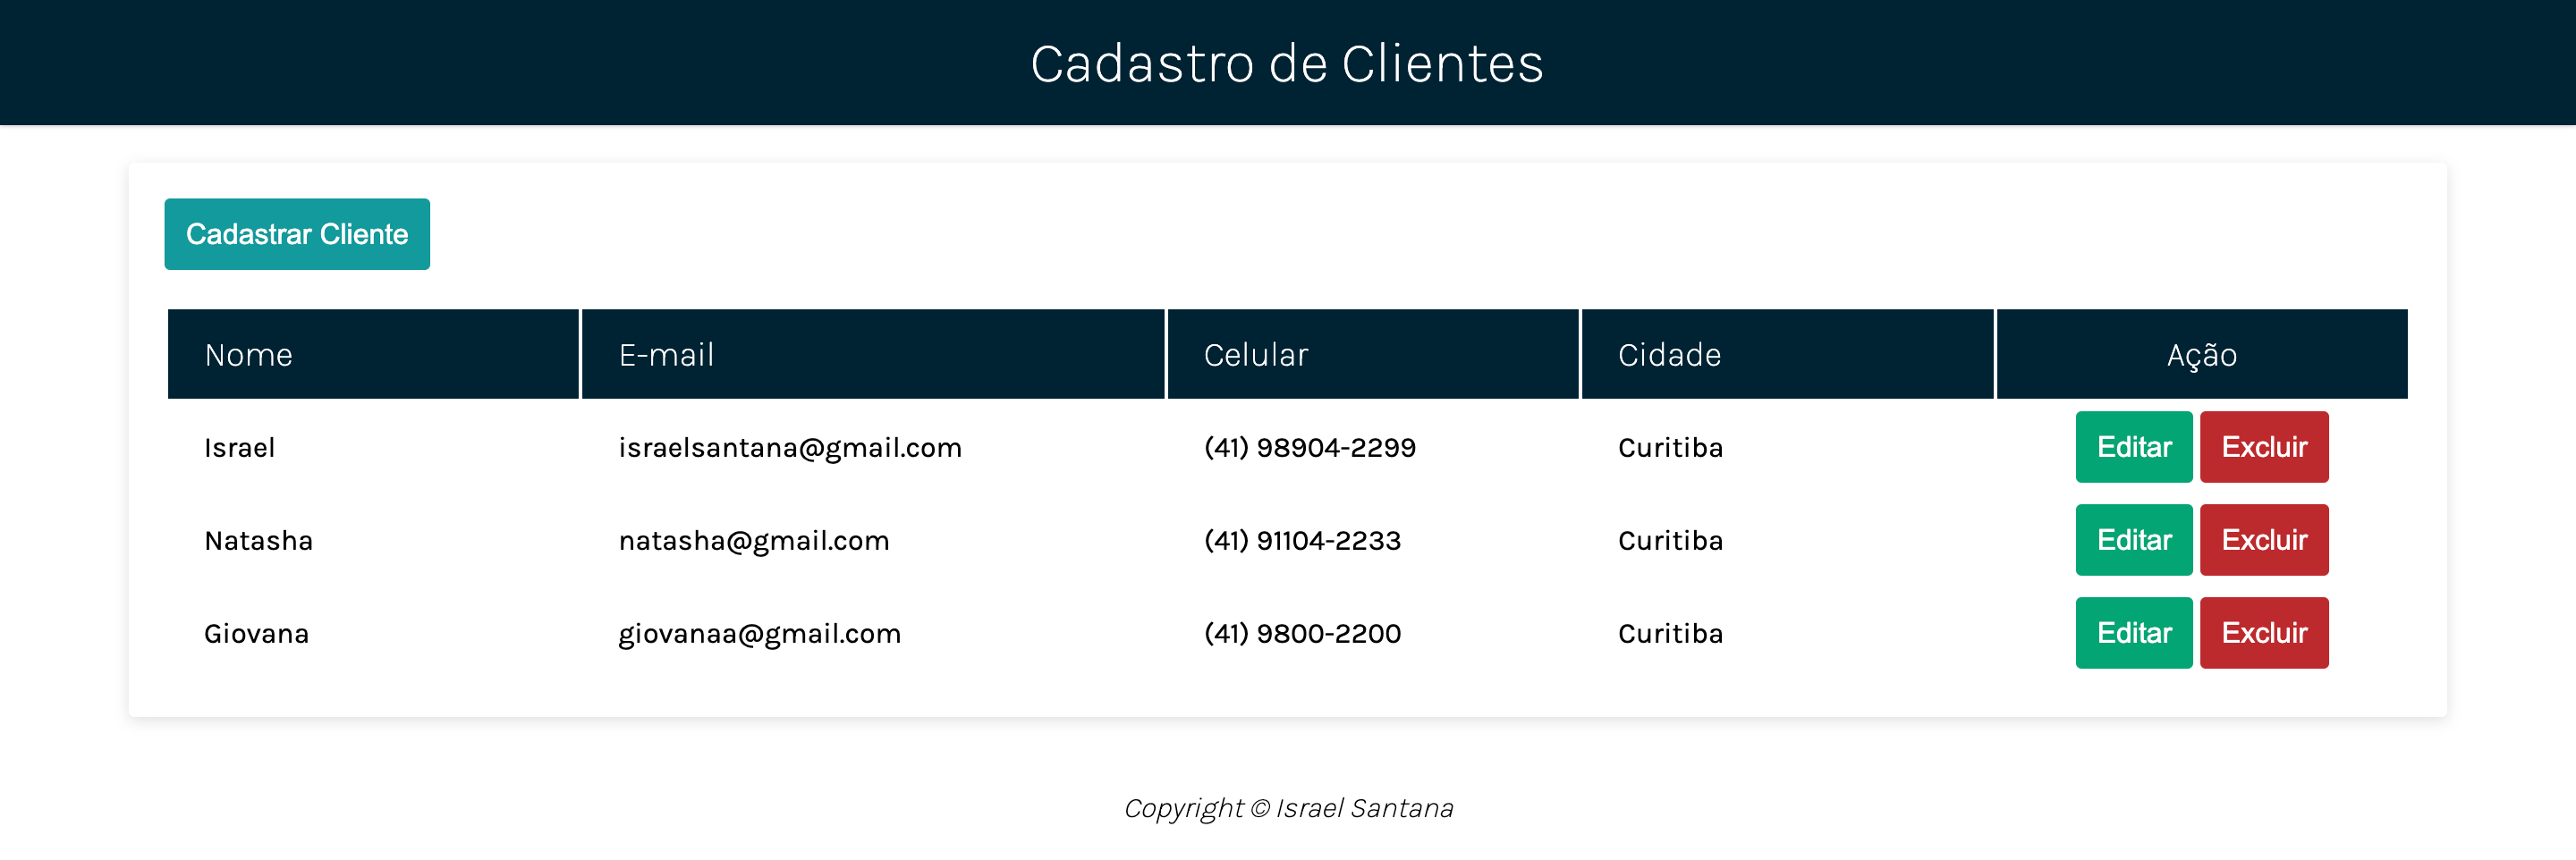 Cadastro de Clientes
Cadastrar Cliente
Nome E-mail Celular Cidade Ação
Israel israelsantana@gmail.com (41) 98904-2299 Curitiba Editar Excluir
Natasha natasha@gmail.com (41) 91104-2233 Curitiba Editar Excluir
Giovana giovanaa@gmail.com (41) 9800-2200 Curitiba Editar Excluir
Copyright © Israel Santana